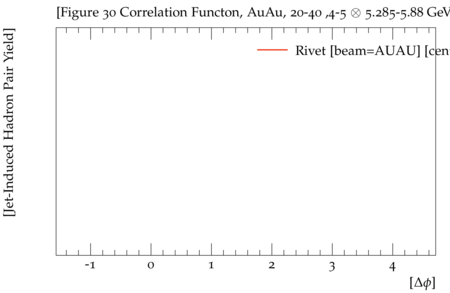 [Figure 30 Correlation Functon, AuAu, 20-40 ,4-5 ⊗ 5.285-5.88 GeV
Rivet [beam=AUAU] [cen
[Jet-Induced Hadron Pair Yield]
-1 0 1 2 3 4
[Δϕ]